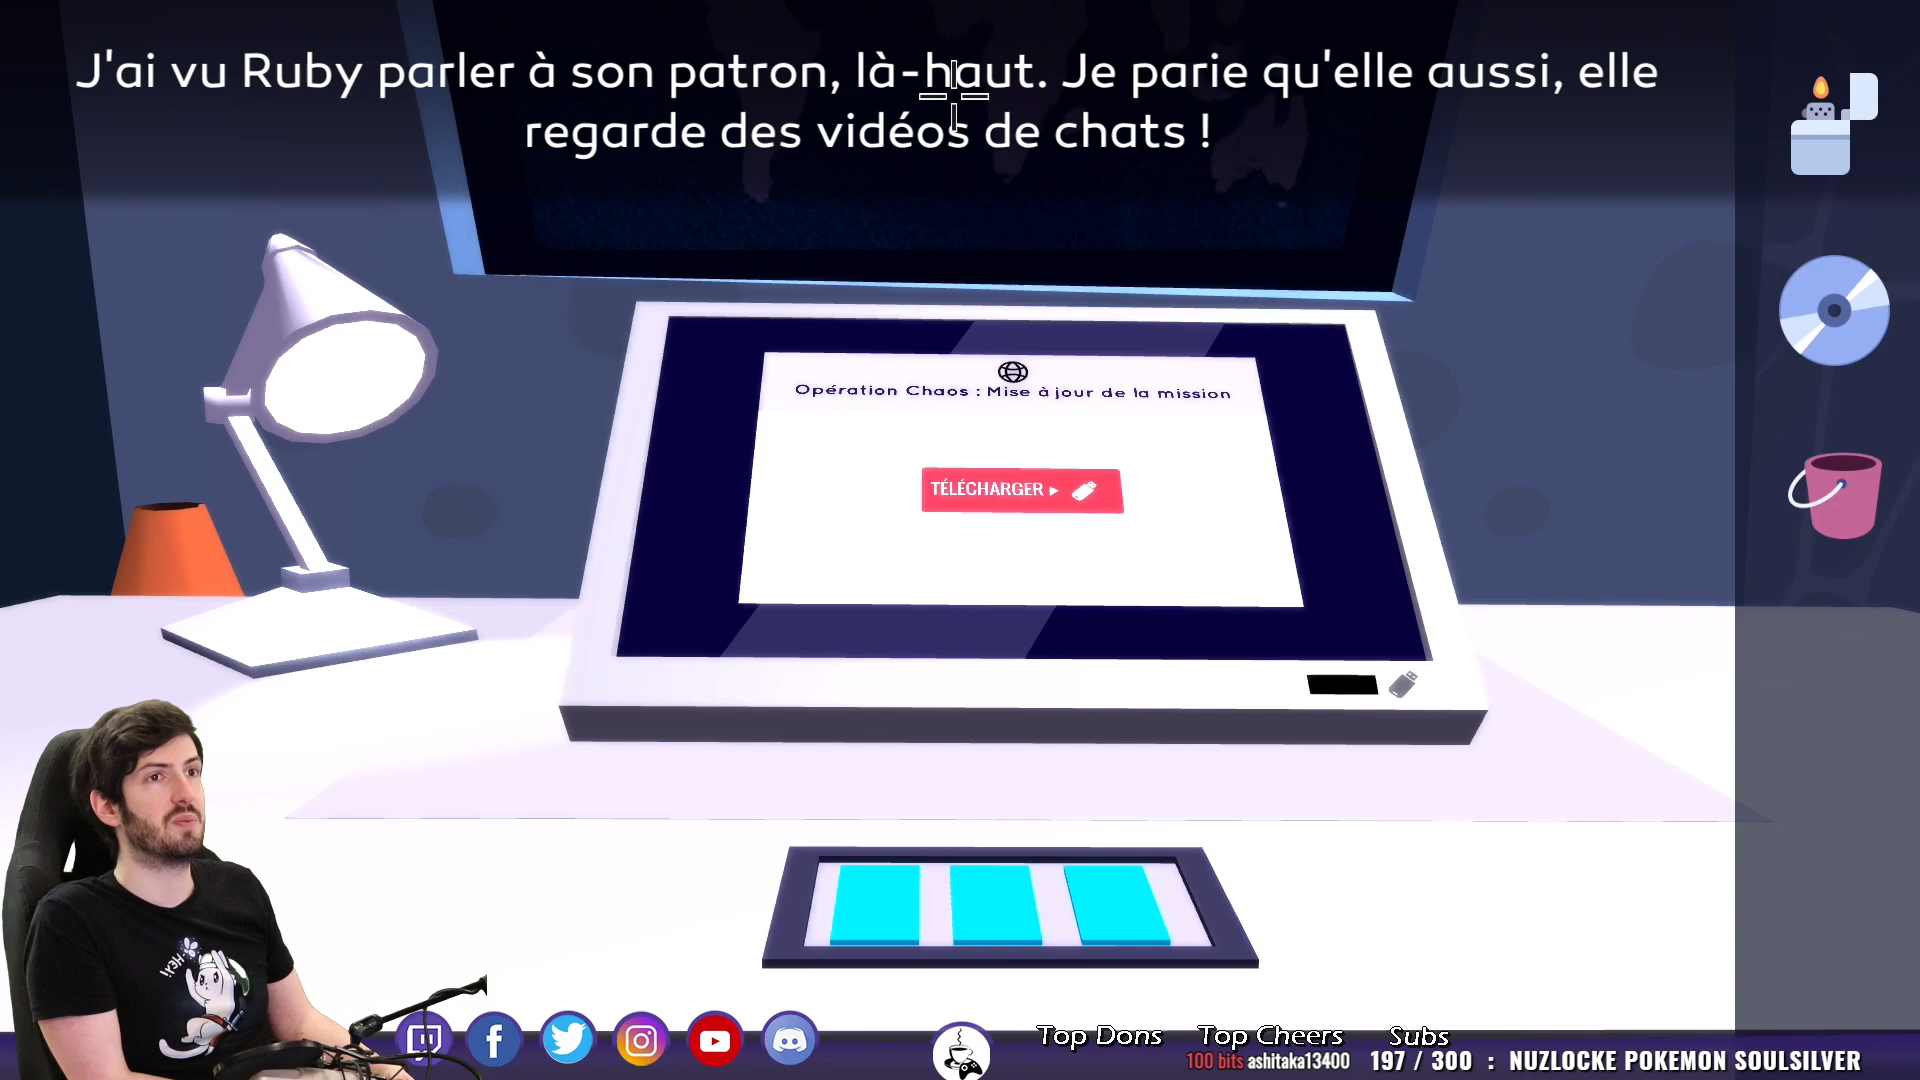 J'ai vu Ruby parler à son patron, là-haut. Je parie qu'elle aussi, elle
regarde des vidéos de chats !
Opération Chaos : Mise à jour de la mission
TÉLÉCHARGER ▸
HEY!
Top Dons Top Cheers Subs
100 bits ashitaka13400 197 / 300 : NUZLOCKE POKEMON SOULSILVER